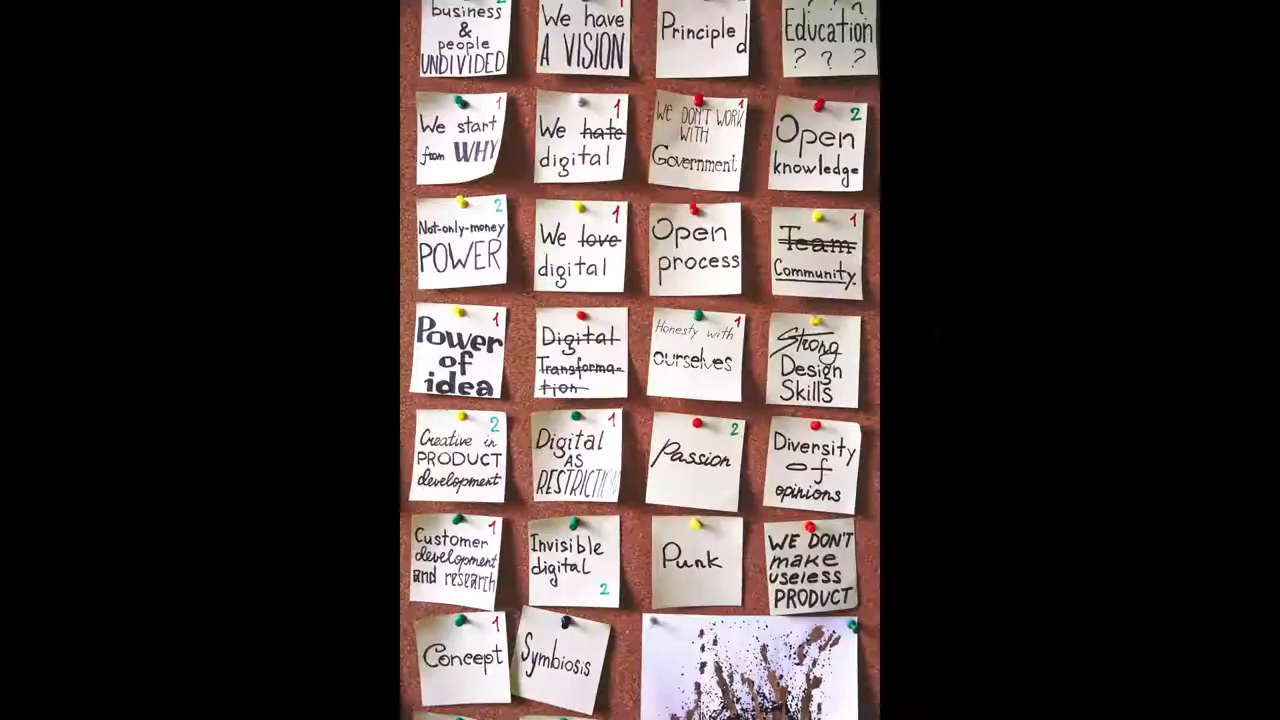 business
&
people
UNDIVIDED
We have
A VISION
Principled
Education
? ? ?
1
We start
from WHY
1
We hate
digital
1
WE DON'T WORK
WITH
Government
2
Open
knowledge
2
Not-only-money
POWER
1
We love
digital
Open
process
1
Team
Community.
1
Power
of
idea
Digital
Transforma-
tion
1
Honesty with
ourselves
Strong
Design
Skills
2
Creative in
PRODUCT
development
1
Digital
AS
RESTRICTION
2
Passion
Diversity
of
opinions
1
Customer
development
and research
Invisible
digital
2
Punk
WE DON'T
make
useless
PRODUCT
1
Concept
Symbiosis